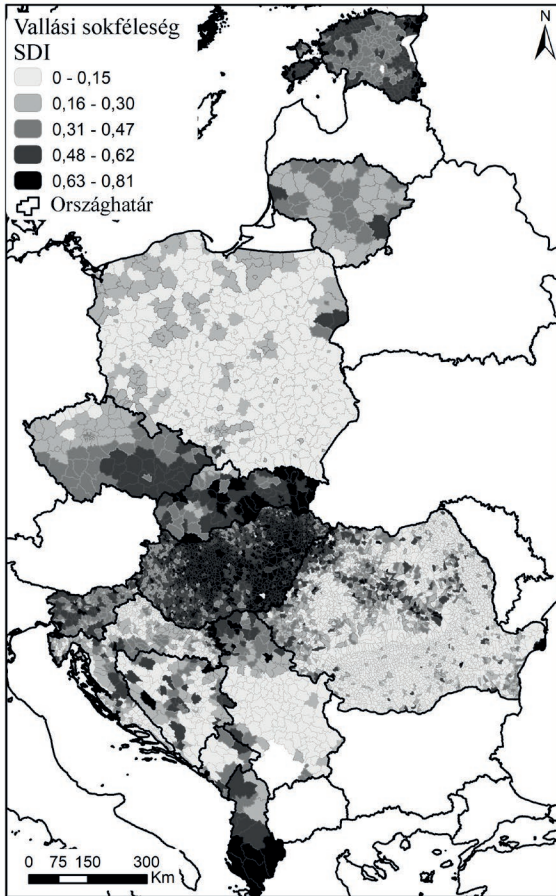 Vallási sokféleség
SDI
0 - 0,15
0,16 - 0,30
0,31 - 0,47
0,48 - 0,62
0,63 - 0,81
Országhatár
N
0 75 150 300
Km